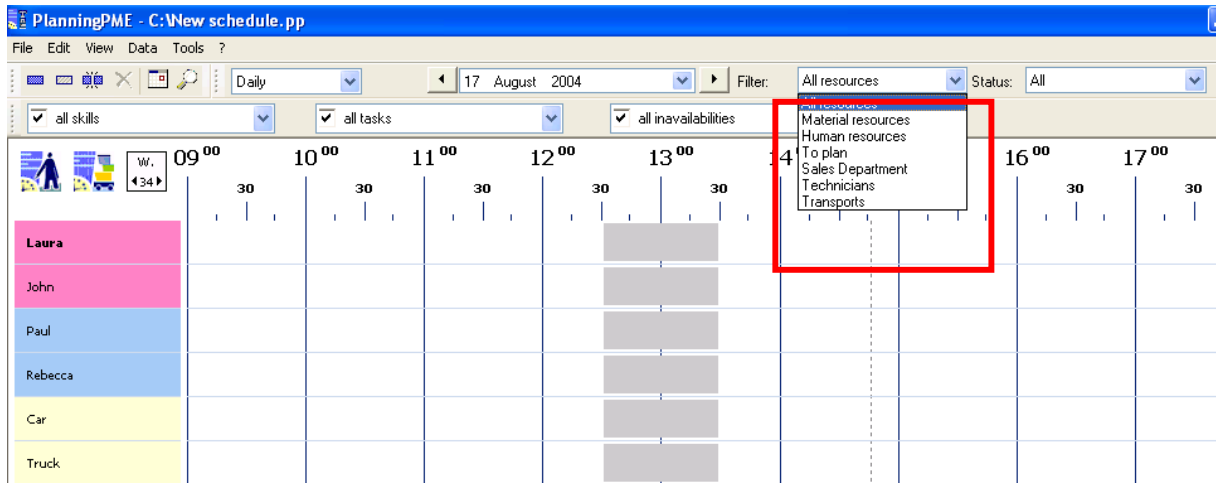 PlanningPME - C:\New schedule.pp
File Edit View Data Tools ?
Daily 17 August 2004 Filter: All resources Status: All
all skills all tasks all inavailabilities
All resources
Material resources
Human resources
To plan
Sales Department
Technicians
Transports
W. 34
09 00 10 00 11 00 12 00 13 00 14 16 00 17 00
30 30 30 30 30 30 30
Laura
John
Paul
Rebecca
Car
Truck